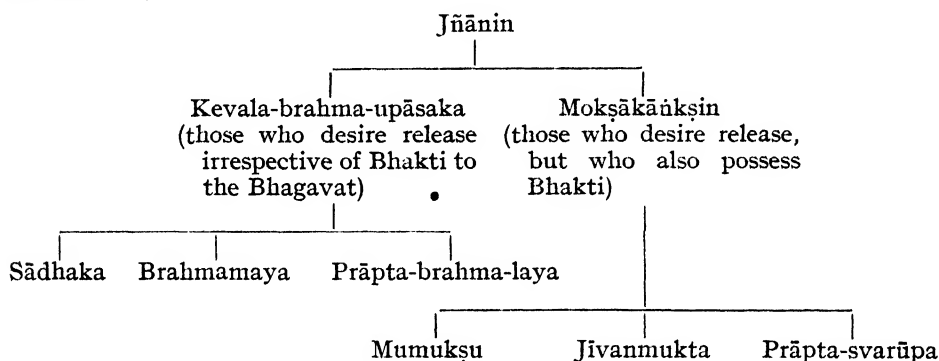 Jñānin
Kevala-brahma-upāsaka
(those who desire release
irrespective of Bhakti to
the Bhagavat)
Mokṣākāṅkṣin
(those who desire release,
but who also possess
Bhakti)
Sādhaka Brahmamaya Prāpta-brahma-laya
Mumukṣu Jīvanmukta Prāpta-svarūpa